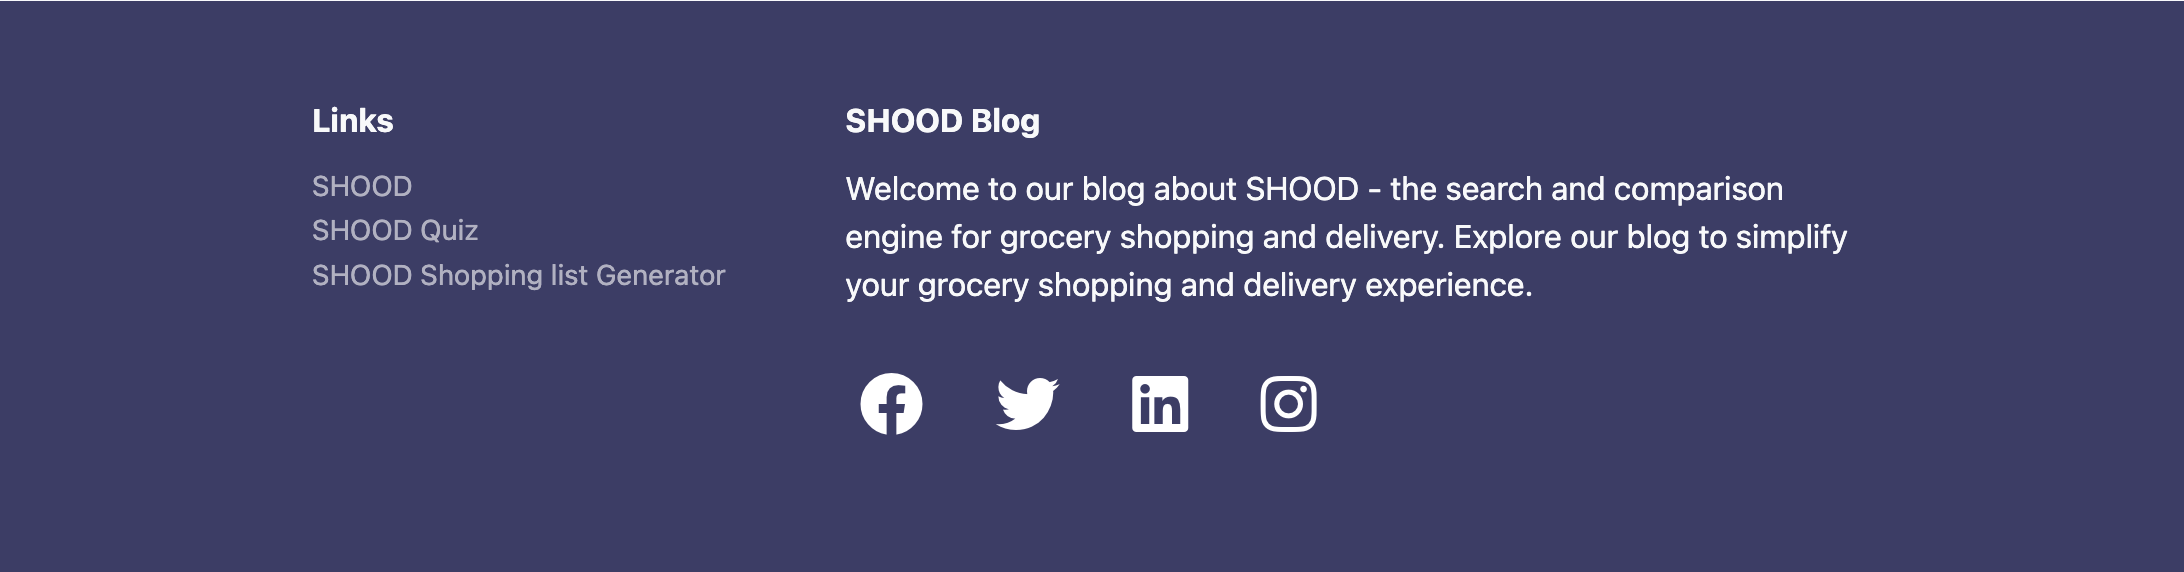 Links
SHOOD
SHOOD Quiz
SHOOD Shopping list Generator
SHOOD Blog
Welcome to our blog about SHOOD - the search and comparison
engine for grocery shopping and delivery. Explore our blog to simplify
your grocery shopping and delivery experience.